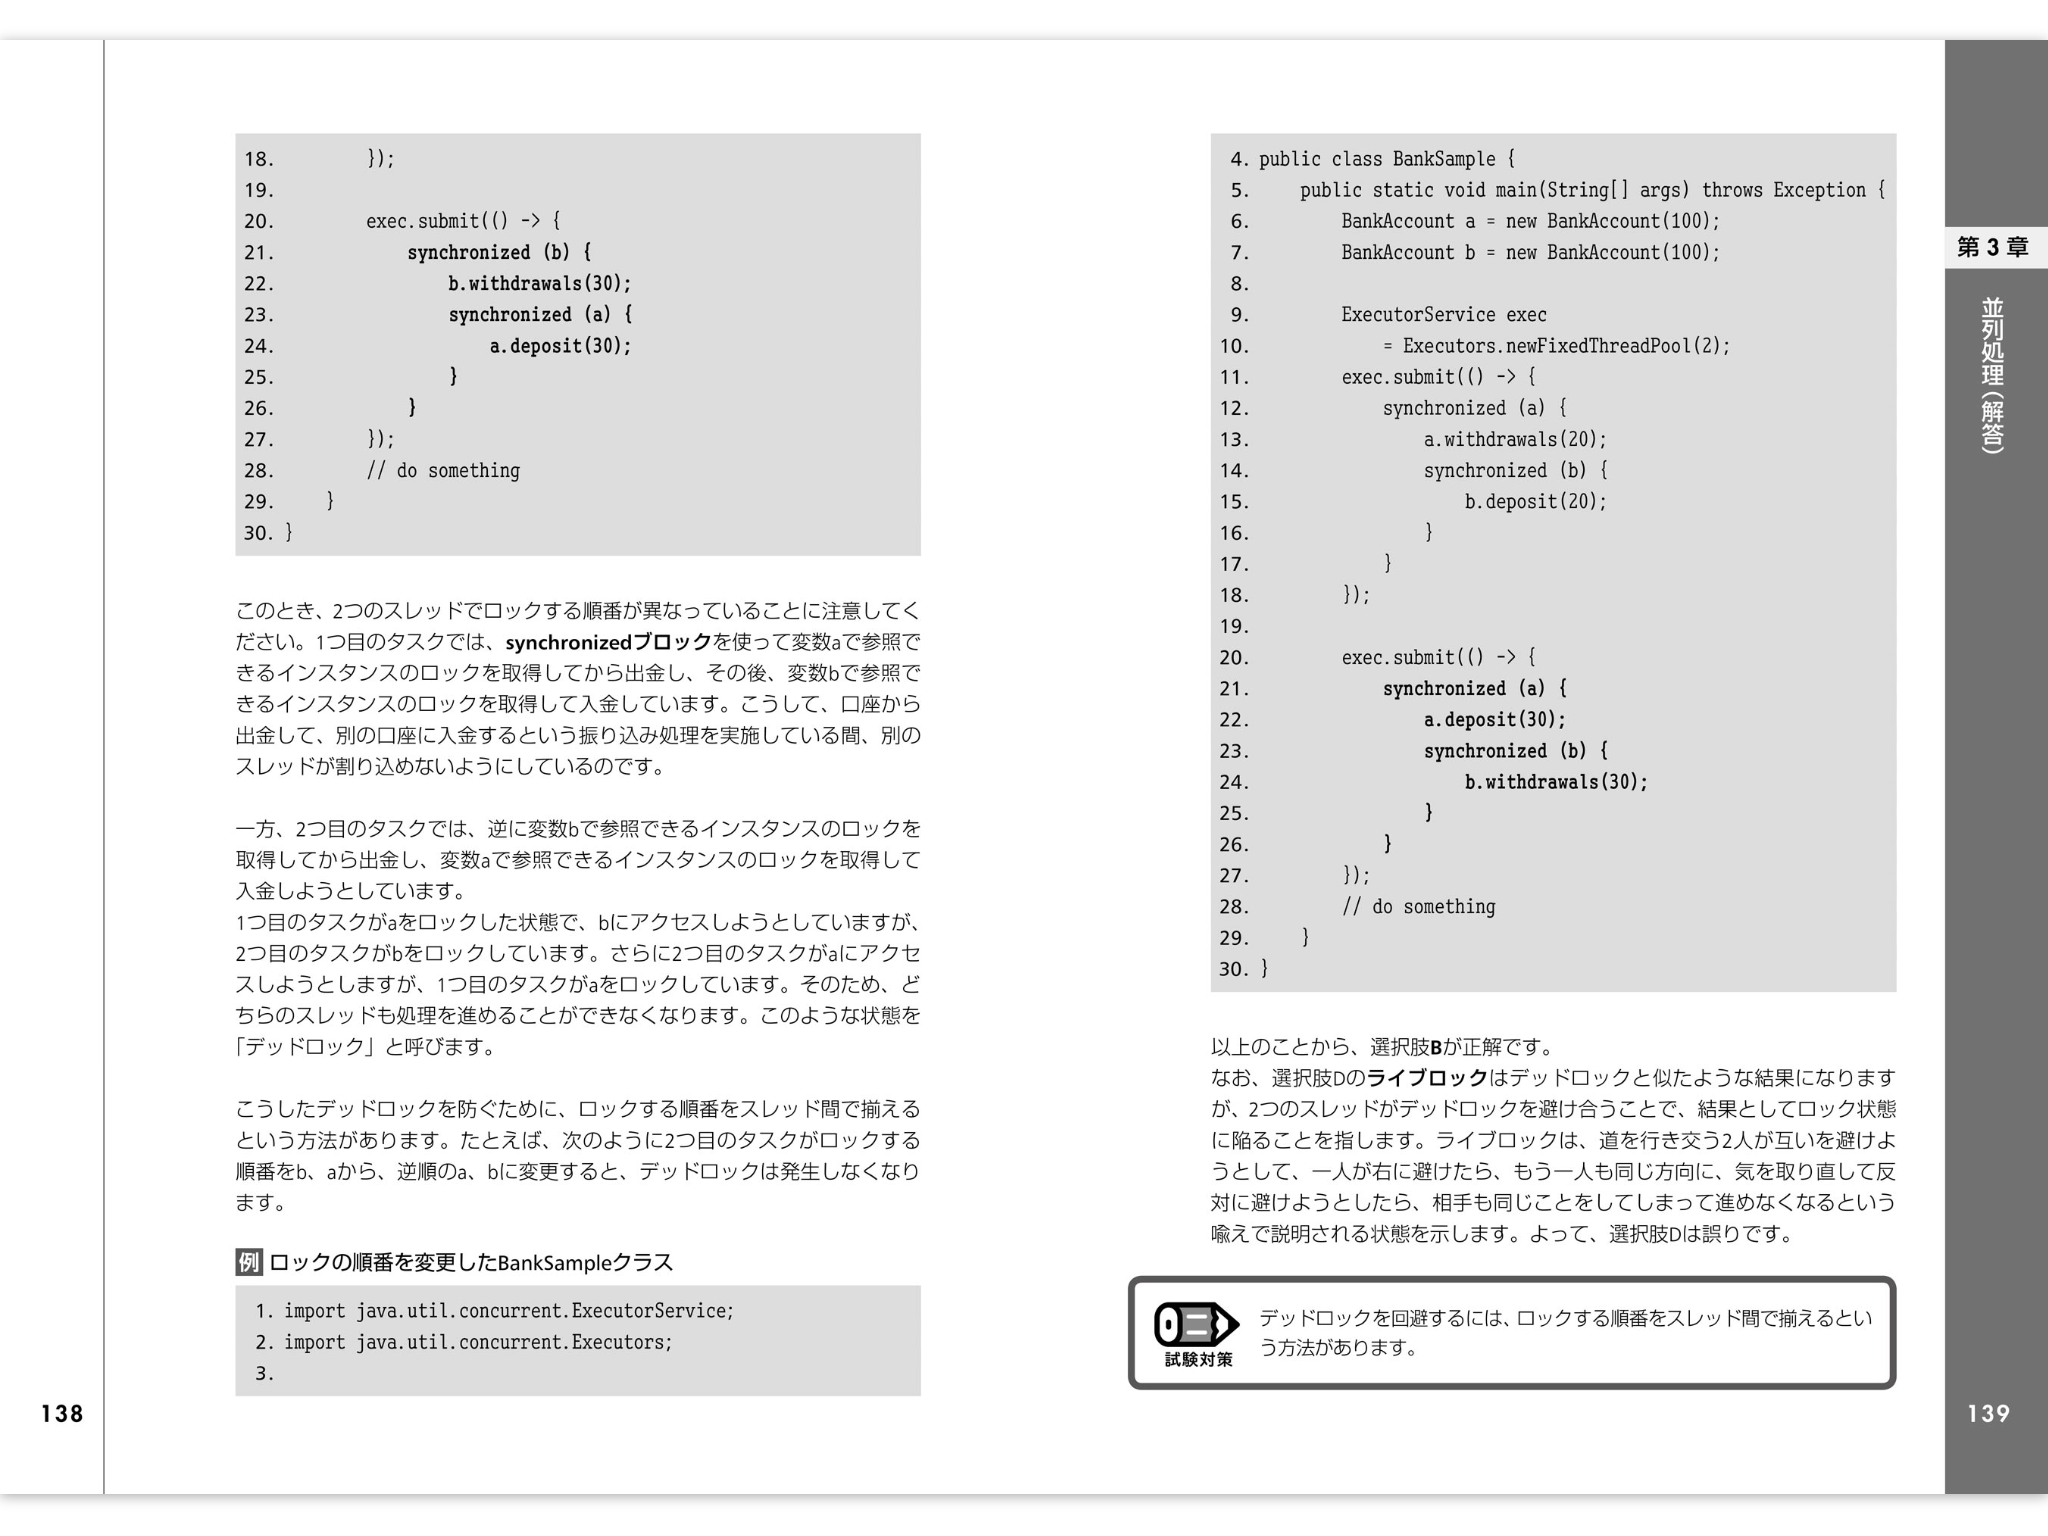 18.         });
19.
20.         exec.submit(() -> {
21.             synchronized (b) {
22.                 b.withdrawals(30);
23.                 synchronized (a) {
24.                     a.deposit(30);
25.                 }
26.             }
27.         });
28.         // do something
29.     }
30. }
このとき、2つのスレッドでロックする順番が異なっていることに注意してく
ださい。1つ目のタスクでは、synchronizedブロックを使って変数aで参照で
きるインスタンスのロックを取得してから出金し、その後、変数bで参照で
きるインスタンスのロックを取得して入金しています。こうして、口座から
出金して、別の口座に入金するという振り込み処理を実施している間、別の
スレッドが割り込めないようにしているのです。
一方、2つ目のタスクでは、逆に変数bで参照できるインスタンスのロックを
取得してから出金し、変数aで参照できるインスタンスのロックを取得して
入金しようとしています。
1つ目のタスクがaをロックした状態で、bにアクセスしようとしていますが、
2つ目のタスクがbをロックしています。さらに2つ目のタスクがaにアクセ
スしようとしますが、1つ目のタスクがaをロックしています。そのため、ど
ちらのスレッドも処理を進めることができなくなります。このような状態を
「デッドロック」と呼びます。
こうしたデッドロックを防ぐために、ロックする順番をスレッド間で揃える
という方法があります。たとえば、次のように2つ目のタスクがロックする
順番をb、aから、逆順のa、bに変更すると、デッドロックは発生しなくなり
ます。
例 ロックの順番を変更したBankSampleクラス
1. import java.util.concurrent.ExecutorService;
2. import java.util.concurrent.Executors;
3.
138
4. public class BankSample {
5.     public static void main(String[] args) throws Exception {
6.         BankAccount a = new BankAccount(100);
7.         BankAccount b = new BankAccount(100);
8.
9.         ExecutorService exec
10.             = Executors.newFixedThreadPool(2);
11.         exec.submit(() -> {
12.             synchronized (a) {
13.                 a.withdrawals(20);
14.                 synchronized (b) {
15.                     b.deposit(20);
16.                 }
17.             }
18.         });
19.
20.         exec.submit(() -> {
21.             synchronized (a) {
22.                 a.deposit(30);
23.                 synchronized (b) {
24.                     b.withdrawals(30);
25.                 }
26.             }
27.         });
28.         // do something
29.     }
30. }
以上のことから、選択肢Bが正解です。
なお、選択肢Dのライブロックはデッドロックと似たような結果になります
が、2つのスレッドがデッドロックを避け合うことで、結果としてロック状態
に陥ることを指します。ライブロックは、道を行き交う2人が互いを避けよ
うとして、一人が右に避けたら、もう一人も同じ方向に、気を取り直して反
対に避けようとしたら、相手も同じことをしてしまって進めなくなるという
喩えで説明される状態を示します。よって、選択肢Dは誤りです。
試験対策
デッドロックを回避するには、ロックする順番をスレッド間で揃えるとい
う方法があります。
第3章
並列処理（解答）
139